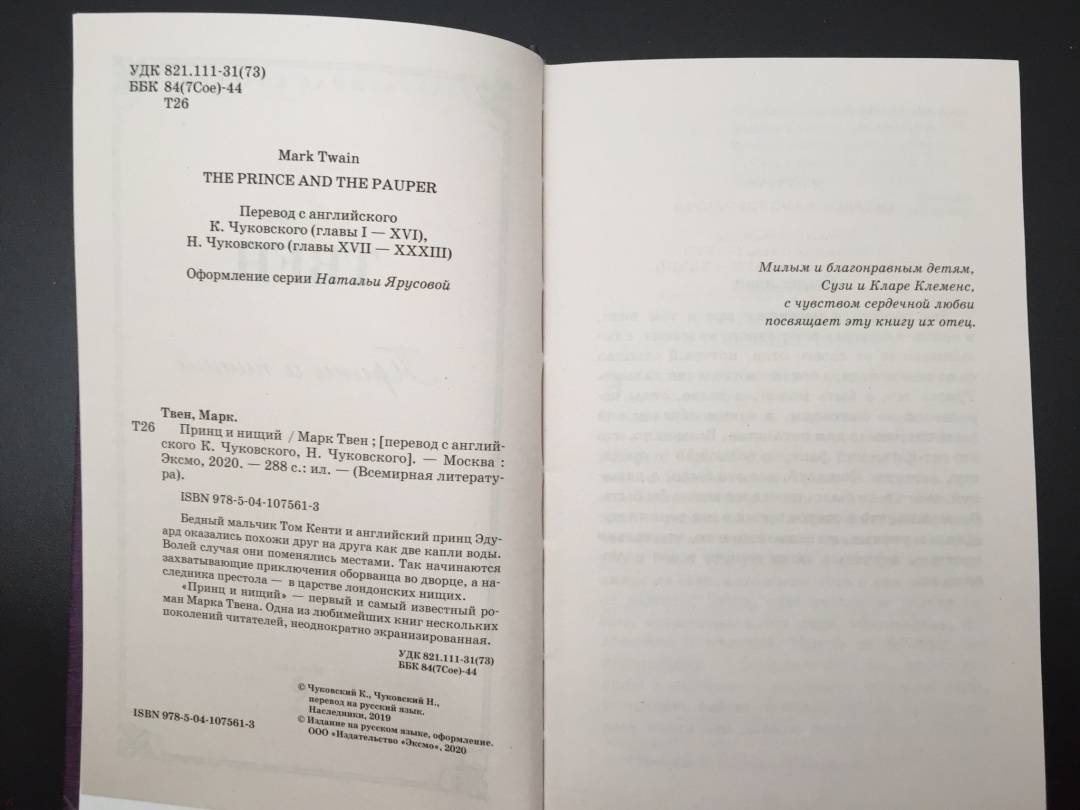 УДК 821.111-31(73)
ББК 84(7Сое)-44
Т26
Mark Twain
THE PRINCE AND THE PAUPER
Перевод с английского
К. Чуковского (главы I — XVI),
Н. Чуковского (главы XVII — XXXIII)
Оформление серии Натальи Ярусовой
Твен, Марк.
Т26 Принц и нищий / Марк Твен ; [перевод с англий-
ского К. Чуковского, Н. Чуковского]. — Москва :
Эксмо, 2020. — 288 с.: ил. — (Всемирная литерату-
ра).
ISBN 978-5-04-107561-3
Бедный мальчик Том Кенти и английский принц Эду-
ард оказались похожи друг на друга как две капли воды.
Волей случая они поменялись местами. Так начинаются
захватывающие приключения оборванца во дворце, а на-
следника престола — в царстве лондонских нищих.
«Принц и нищий» — первый и самый известный ро-
ман Марка Твена. Одна из любимейших книг нескольких
поколений читателей, неоднократно экранизированная.
УДК 821.111-31(73)
ББК 84(7Сое)-44
© Чуковский К., Чуковский Н.,
перевод на русский язык.
Наследники, 2019
© Издание на русском языке, оформление.
ООО «Издательство «Эксмо», 2020
ISBN 978-5-04-107561-3
Милым и благонравным детям,
Сузи и Кларе Клеменс,
с чувством сердечной любви
посвящает эту книгу их отец.